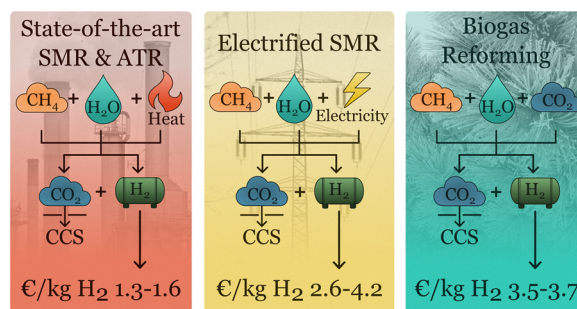 State-of-the-art
SMR & ATR
CH₄ + H₂O + Heat
CO₂ + H₂
CCS
€/kg H₂ 1.3-1.6
Electrified SMR
CH₄ + H₂O + Electricity
CO₂ + H₂
CCS
€/kg H₂ 2.6-4.2
Biogas
Reforming
CH₄ + H₂O + CO₂
CO₂ + H₂
CCS
€/kg H₂ 3.5-3.7